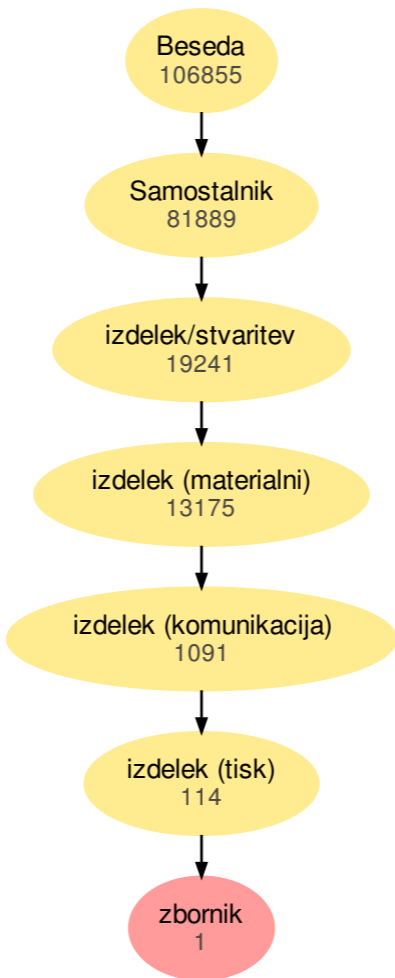 Beseda
106855
Samostalnik
81889
izdelek/stvaritev
19241
izdelek (materialni)
13175
izdelek (komunikacija)
1091
izdelek (tisk)
114
zbornik
1